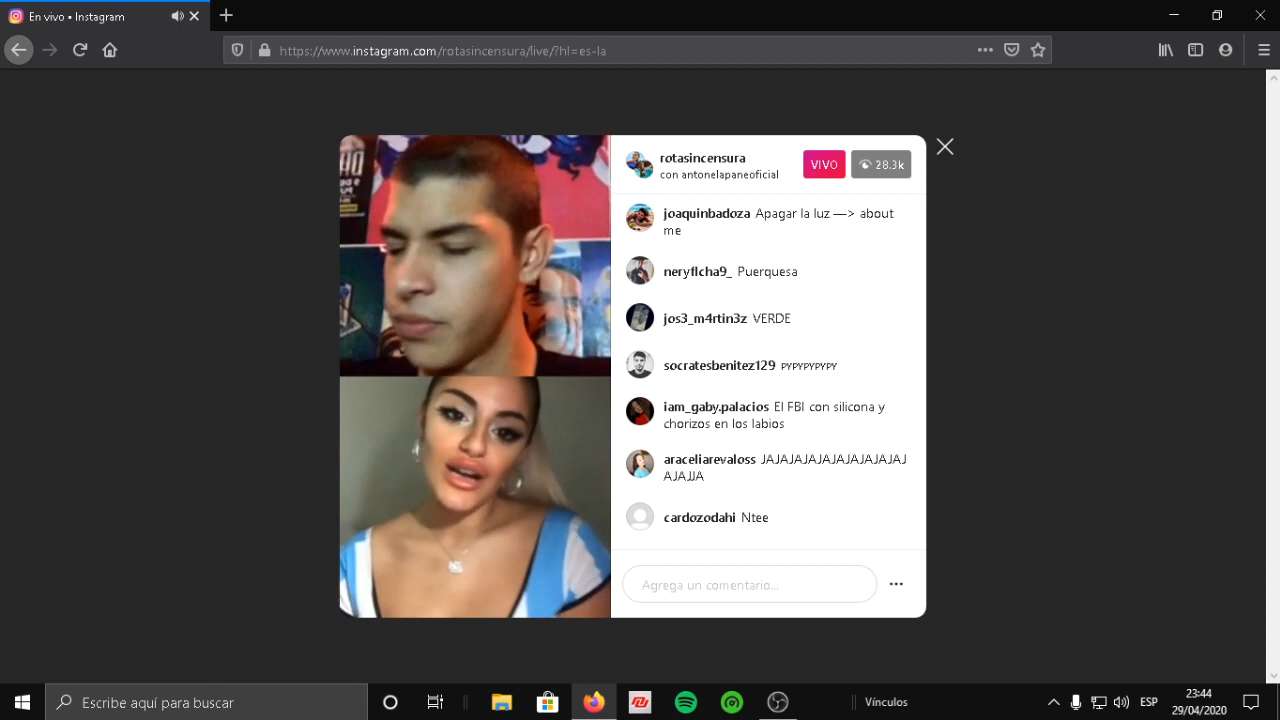 En vivo • Instagram
https://www.instagram.com/rotasincensura/live/?hl=es-la
rotasincensura
con antonelapaneoficial
VIVO
28.3k
joaquinbadoza Apagar la luz —> about
me
neryflcha9_ Puerquesa
jos3_m4rtin3z VERDE
socratesbenitez129 PYPYPYPYPY
iam_gaby.palacios El FBI con silicona y
chorizos en los labios
araceliarevaloss JAJAJAJAJAJAJAJAJAJAJ
AJAJJA
cardozodahi Ntee
Agrega un comentario...
Escribe aquí para buscar
Vínculos
ESP
23:44
29/04/2020